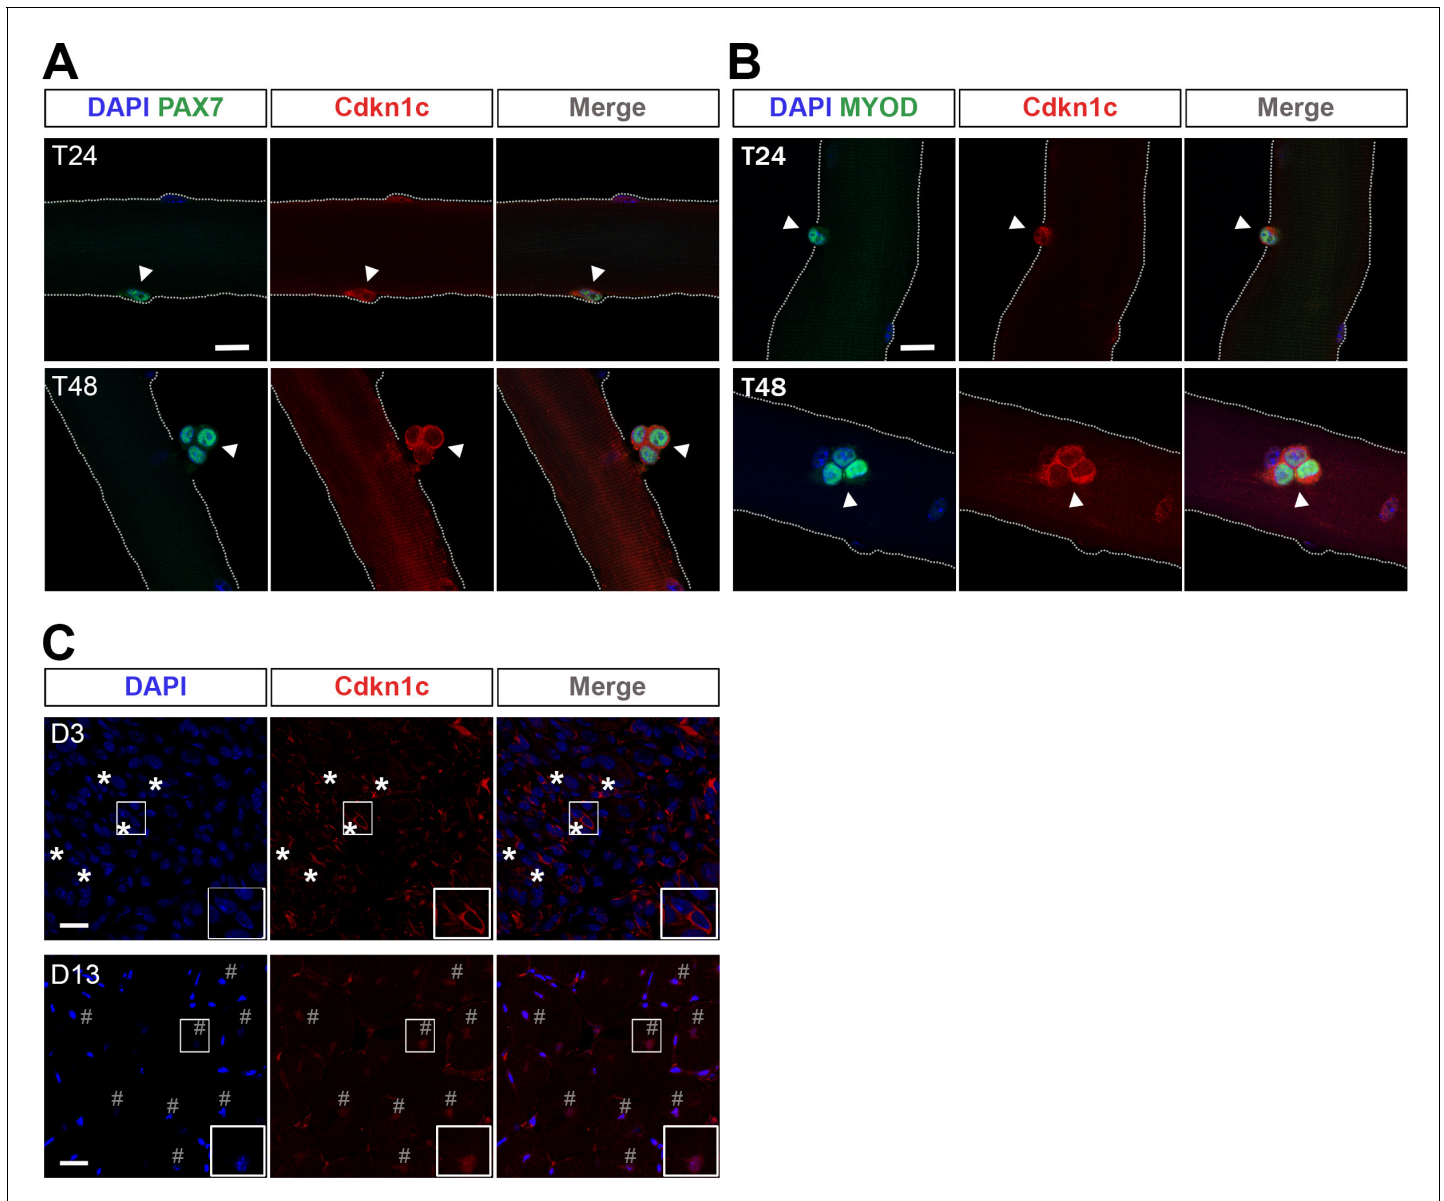 A
B
DAPI PAX7
Cdkn1c
Merge
DAPI MYOD
Cdkn1c
Merge
T24
T24
T48
T48
C
DAPI
Cdkn1c
Merge
D3
* * * * *
* * * * *
* * * * *
D13
# # # # # # # #
# # # # # # # #
# # # # # # # #